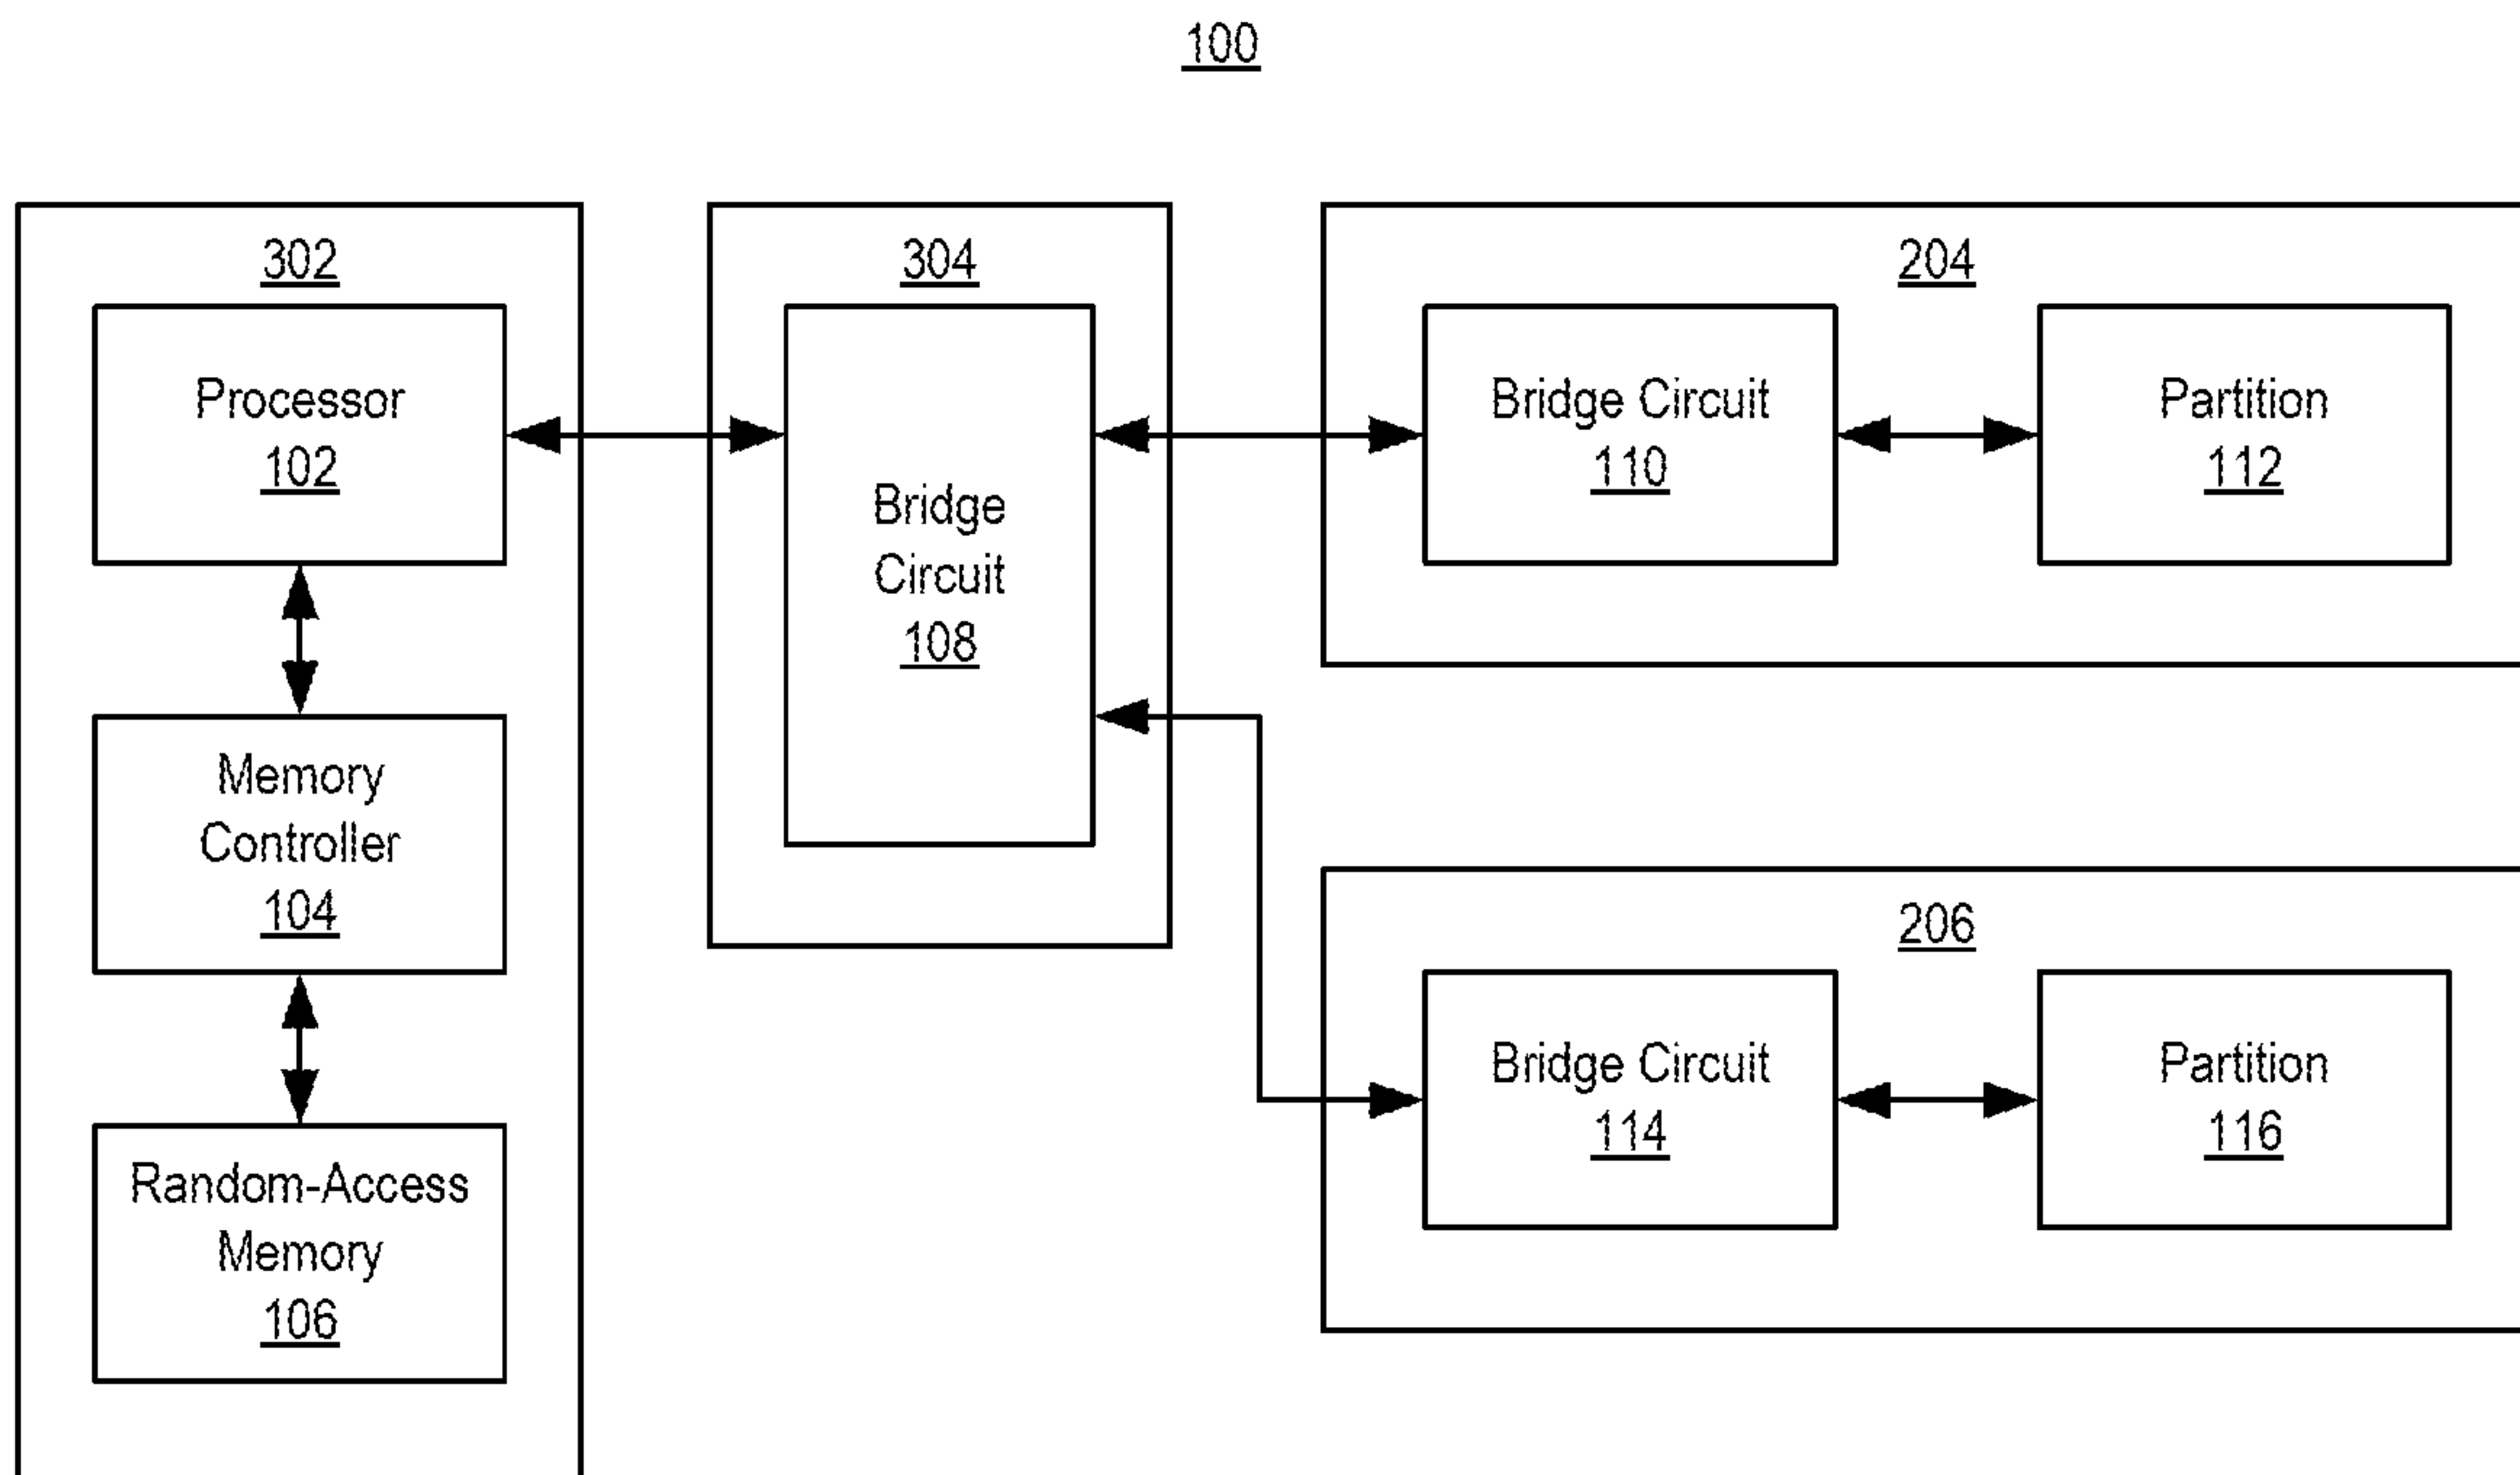 100
302
Processor
102
Memory
Controller
104
Random-Access
Memory
106
304
Bridge
Circuit
108
204
Bridge Circuit
110
Partition
112
206
Bridge Circuit
114
Partition
116